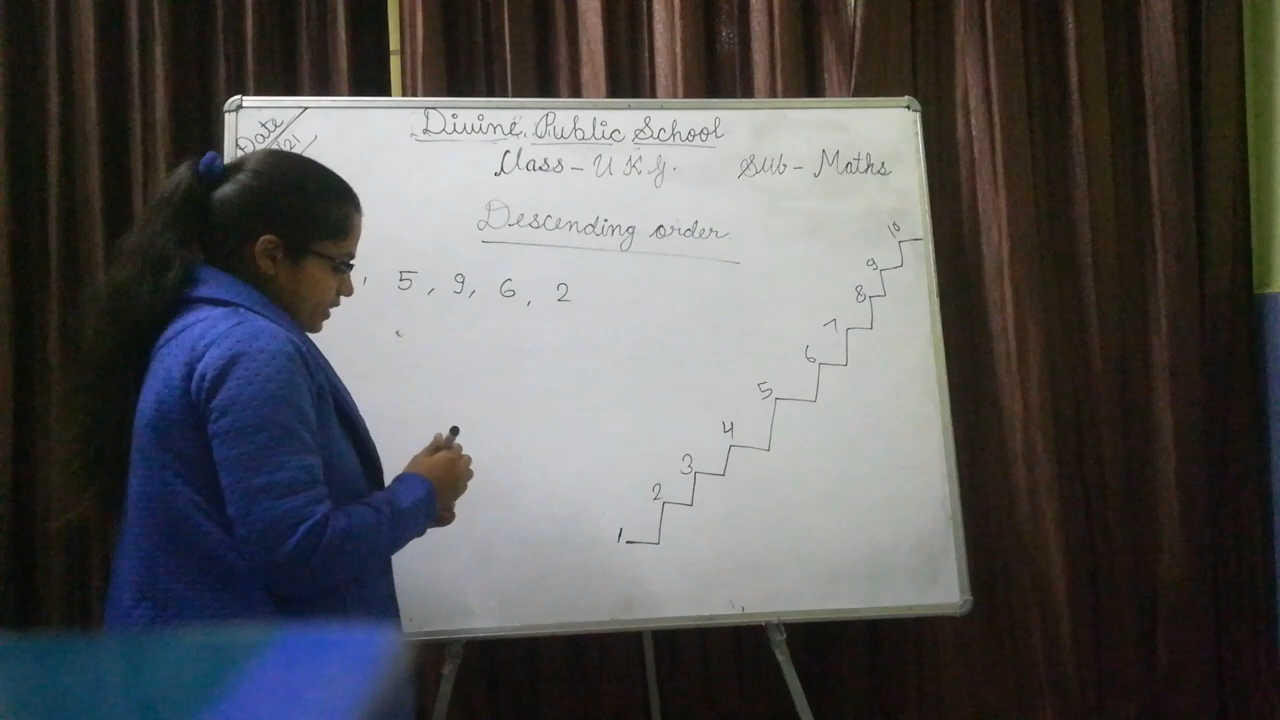 Date
Divine Public School
Class - U K G. Sub - Maths
Descending order
, 5, 9, 6, 2
10
9
8
7
6
5
4
3
2
1